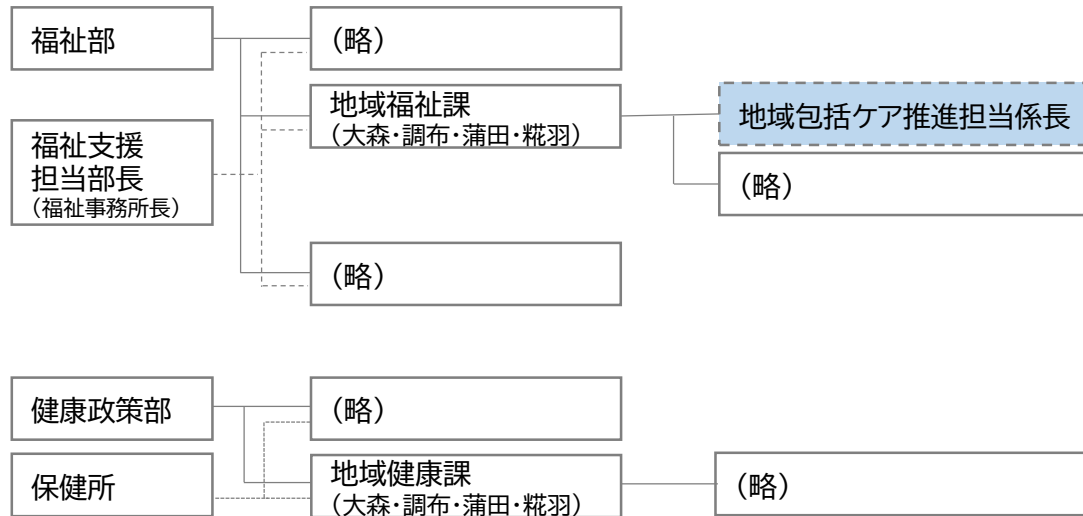 福祉部
(略)
地域福祉課
(大森・調布・蒲田・糀羽)
地域包括ケア推進担当係長
福祉支援
担当部長
(福祉事務所長)
(略)
(略)
健康政策部
(略)
保健所
地域健康課
(大森・調布・蒲田・糀羽)
(略)